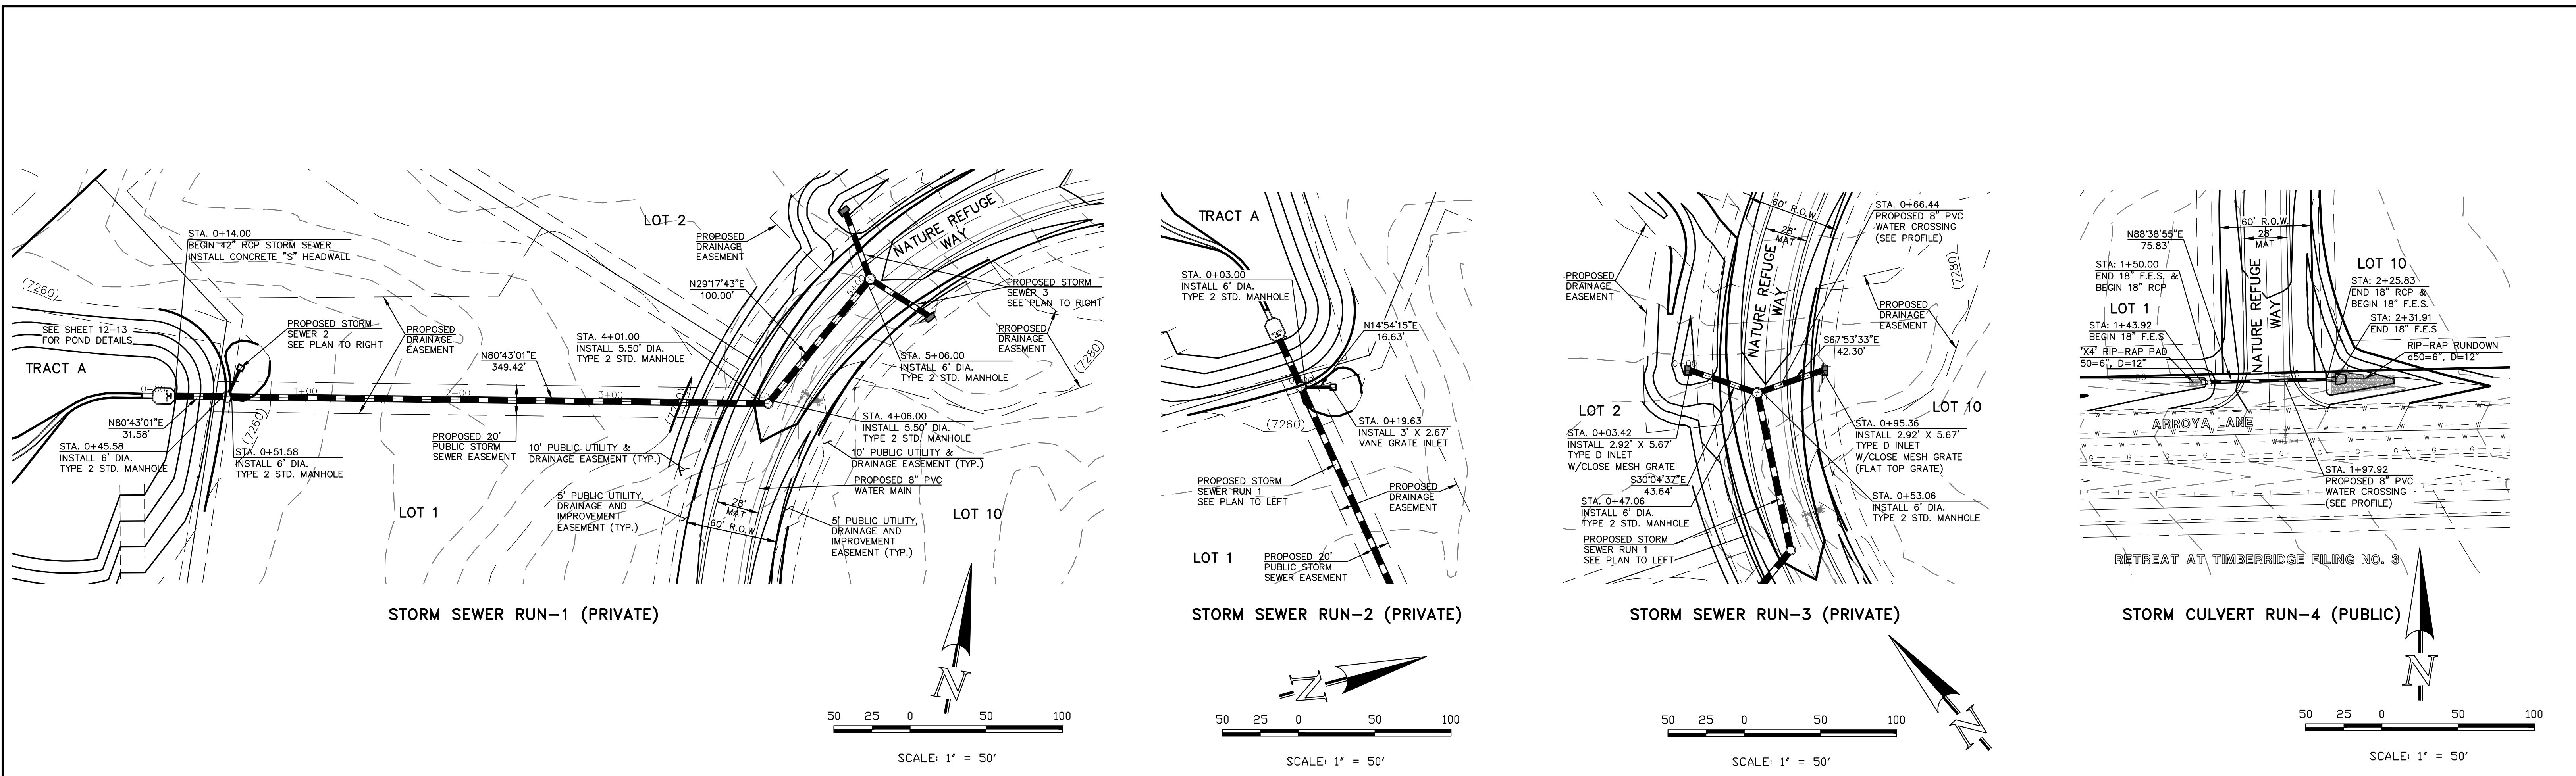 LOT 2
PROPOSED
DRAINAGE
EASEMENT
NATURE REFUGE
WAY
STA. 0+14.00
BEGIN 42" RCP STORM SEWER
INSTALL CONCRETE "S" HEADWALL
(7260)
N29°17'43"E
100.00'
5+00
PROPOSED STORM
SEWER 3
SEE PLAN TO RIGHT
SEE SHEET 12-13
FOR POND DETAILS
PROPOSED STORM
SEWER 2
SEE PLAN TO RIGHT
PROPOSED
DRAINAGE
EASEMENT
STA. 4+01.00
INSTALL 5.50' DIA.
TYPE 2 STD. MANHOLE
PROPOSED
DRAINAGE
EASEMENT
(7280)
TRACT A
N80°43'01"E
349.42'
STA. 5+06.00
INSTALL 6' DIA.
TYPE 2 STD. MANHOLE
0+00
1+00
2+00
3+00
N80°43'01"E
31.58'
(7260)
STA. 4+06.00
INSTALL 5.50' DIA.
TYPE 2 STD. MANHOLE
STA. 0+45.58
INSTALL 6' DIA.
TYPE 2 STD. MANHOLE
STA. 0+51.58
INSTALL 6' DIA.
TYPE 2 STD. MANHOLE
PROPOSED 20'
PUBLIC STORM
SEWER EASEMENT
10' PUBLIC UTILITY &
DRAINAGE EASEMENT (TYP.)
10' PUBLIC UTILITY &
DRAINAGE EASEMENT (TYP.)
PROPOSED 8" PVC
WATER MAIN
5' PUBLIC UTILITY,
DRAINAGE AND
IMPROVEMENT
EASEMENT (TYP.)
28'
MAT
60' R.O.W.
LOT 1
LOT 10
5' PUBLIC UTILITY,
DRAINAGE AND
IMPROVEMENT
EASEMENT (TYP.)
STORM SEWER RUN-1 (PRIVATE)
N
50 25 0 50 100
SCALE: 1" = 50'
TRACT A
STA. 0+03.00
INSTALL 6' DIA.
TYPE 2 STD. MANHOLE
N14°54'15"E
16.63'
(7260)
STA. 0+19.63
INSTALL 3' X 2.67'
VANE GRATE INLET
PROPOSED STORM
SEWER RUN 1
SEE PLAN TO LEFT
PROPOSED
DRAINAGE
EASEMENT
LOT 1
PROPOSED 20'
PUBLIC STORM
SEWER EASEMENT
STORM SEWER RUN-2 (PRIVATE)
N
50 25 0 50 100
SCALE: 1" = 50'
60' R.O.W.
28'
MAT
STA. 0+66.44
PROPOSED 8" PVC
WATER CROSSING
(SEE PROFILE)
PROPOSED
DRAINAGE
EASEMENT
NATURE REFUGE
WAY
(7280)
PROPOSED
DRAINAGE
EASEMENT
S67°53'33"E
42.30'
0+00
LOT 2
LOT 10
STA. 0+03.42
INSTALL 2.92' X 5.67'
TYPE D INLET
W/CLOSE MESH GRATE
STA. 0+95.36
INSTALL 2.92' X 5.67'
TYPE D INLET
W/CLOSE MESH GRATE
(FLAT TOP GRATE)
S30°04'37"E
43.64'
STA. 0+47.06
INSTALL 6' DIA.
TYPE 2 STD. MANHOLE
STA. 0+53.06
INSTALL 6' DIA.
TYPE 2 STD. MANHOLE
PROPOSED STORM
SEWER RUN 1
SEE PLAN TO LEFT
STORM SEWER RUN-3 (PRIVATE)
N
50 25 0 50 100
SCALE: 1" = 50'
60' R.O.W.
28'
MAT
N88°38'55"E
75.83'
STA: 1+50.00
END 18" F.E.S. &
BEGIN 18" RCP
NATURE REFUGE
WAY
LOT 10
STA: 2+25.83
END 18" RCP &
BEGIN 18" F.E.S.
LOT 1
STA: 1+43.92
BEGIN 18" F.E.S.
STA: 2+31.91
END 18" F.E.S
'X4' RIP-RAP PAD
50=6", D=12"
RIP-RAP RUNDOWN
d50=6", D=12"
W W W W W W W
ARROYA LANE
G G G G G G
T T T T T
STA. 1+97.92
PROPOSED 8" PVC
WATER CROSSING
(SEE PROFILE)
RETREAT AT TIMBERRIDGE FILING NO. 3
STORM CULVERT RUN-4 (PUBLIC)
N
50 25 0 50 100
SCALE: 1" = 50'